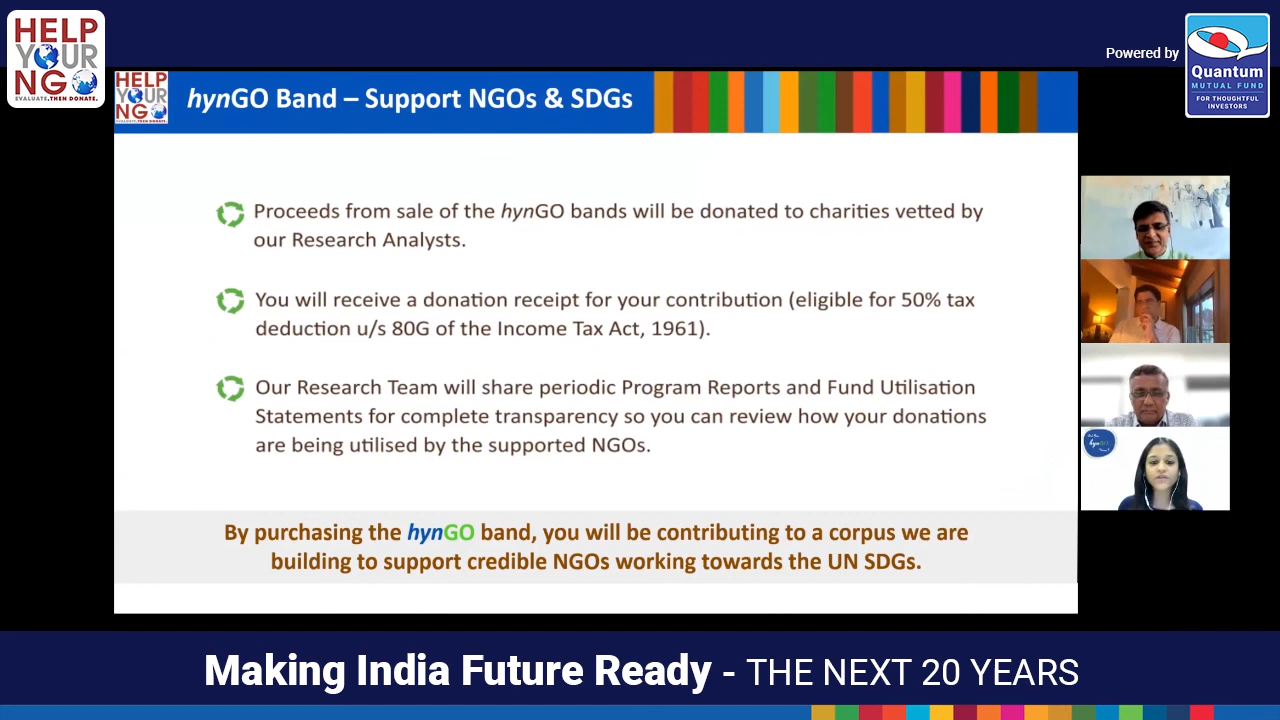 HELP
YOUR
NGO
EVALUATE, THEN DONATE.
Powered by
Quantum
MUTUAL FUND
FOR THOUGHTFUL
INVESTORS
HELP
YOUR
NGO
EVALUATE, THEN DONATE.
hynGO Band – Support NGOs & SDGs
Proceeds from sale of the hynGO bands will be donated to charities vetted by
our Research Analysts.
You will receive a donation receipt for your contribution (eligible for 50% tax
deduction u/s 80G of the Income Tax Act, 1961).
Our Research Team will share periodic Program Reports and Fund Utilisation
Statements for complete transparency so you can review how your donations
are being utilised by the supported NGOs.
By purchasing the hynGO band, you will be contributing to a corpus we are
building to support credible NGOs working towards the UN SDGs.
Making India Future Ready - THE NEXT 20 YEARS